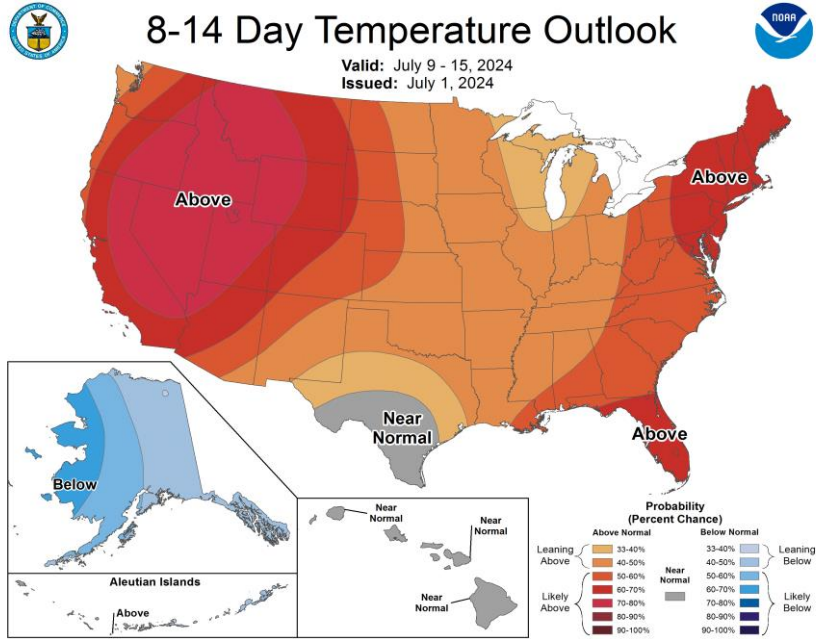 8-14 Day Temperature Outlook
Valid: July 9 - 15, 2024
Issued: July 1, 2024
NOAA
Above
Above
Near
Normal
Above
Below
Aleutian Islands
Above
Near
Normal
Near
Normal
Near
Normal
Probability
(Percent Chance)
Above Normal
Below Normal
Leaning
Above
33-40%
40-50%
Likely
Above
50-60%
60-70%
70-80%
80-90%
90-100%
Near
Normal
33-40%
40-50%
Leaning
Below
50-60%
60-70%
70-80%
80-90%
90-100%
Likely
Below